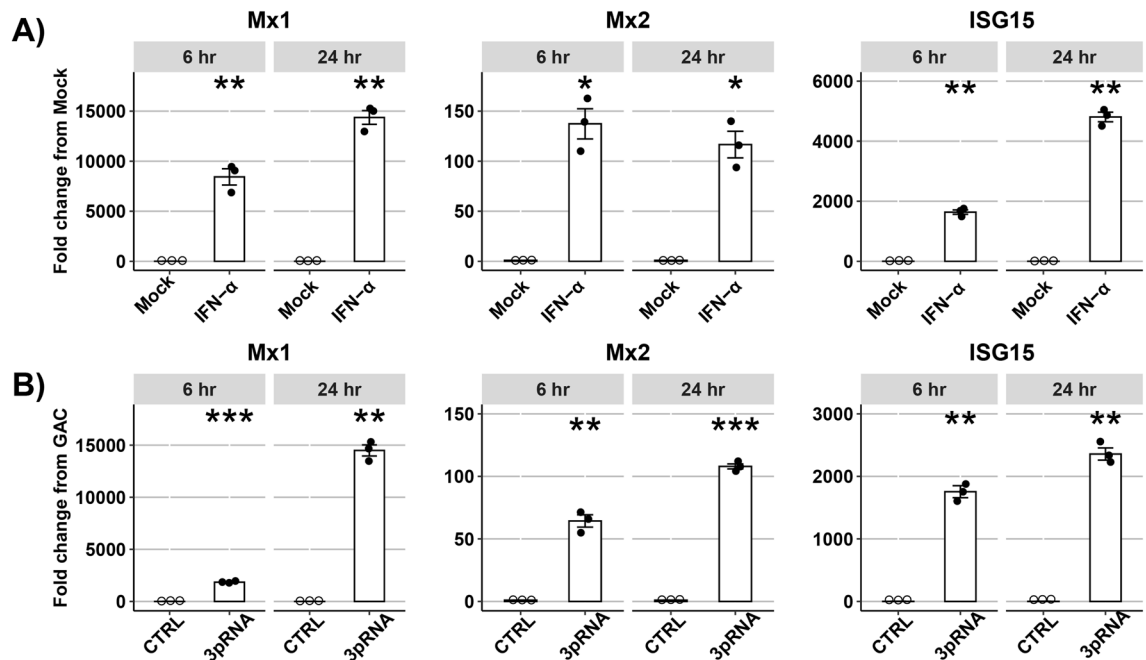 A)
Mx1 Mx2 ISG15
6 hr 24 hr 6 hr 24 hr 6 hr 24 hr
** ** * * ** **
Fold change from Mock
15000 150 6000
10000 100 4000
5000 50 2000
0 0 0
Mock IFN−α Mock IFN−α Mock IFN−α Mock IFN−α Mock IFN−α Mock IFN−α
B)
Mx1 Mx2 ISG15
6 hr 24 hr 6 hr 24 hr 6 hr 24 hr
*** ** ** *** ** **
Fold change from GAC
15000 150 3000
10000 100 2000
5000 50 1000
0 0 0
CTRL 3pRNA CTRL 3pRNA CTRL 3pRNA CTRL 3pRNA CTRL 3pRNA CTRL 3pRNA